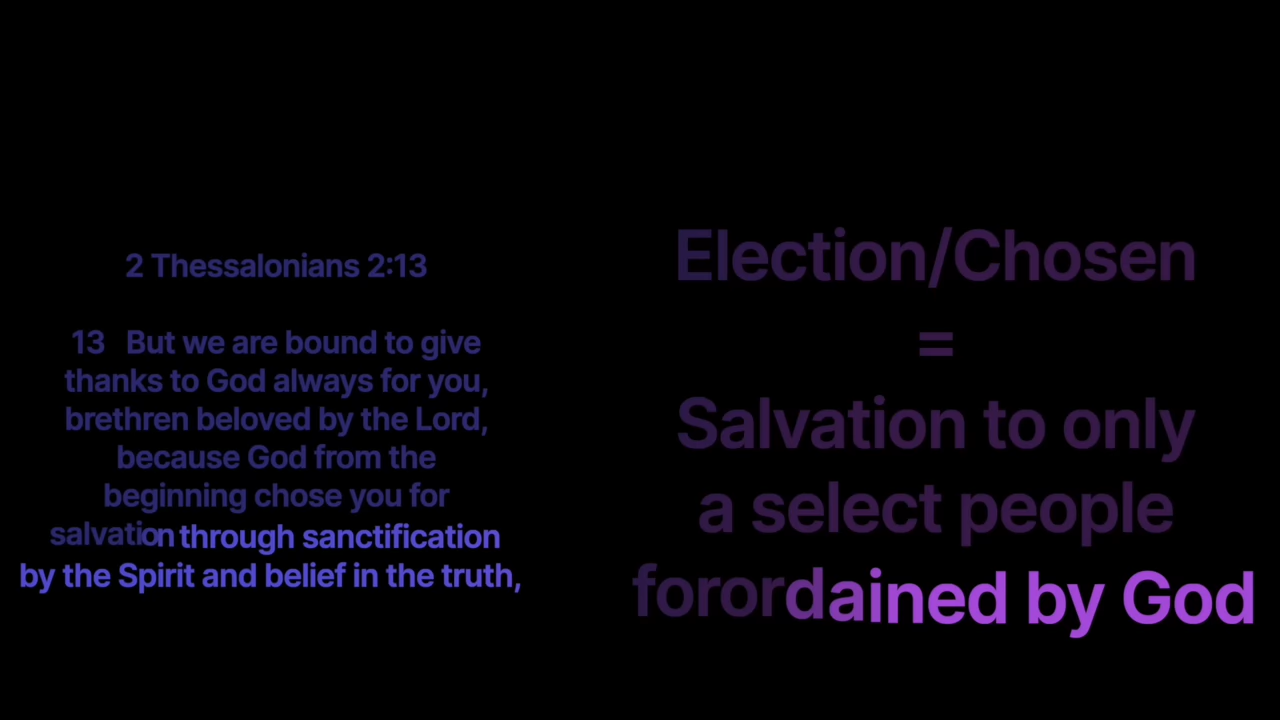 2 Thessalonians 2:13
13 But we are bound to give
thanks to God always for you,
brethren beloved by the Lord,
because God from the
beginning chose you for
salvation through sanctification
by the Spirit and belief in the truth,
Election/Chosen
=
Salvation to only
a select people
forordained by God